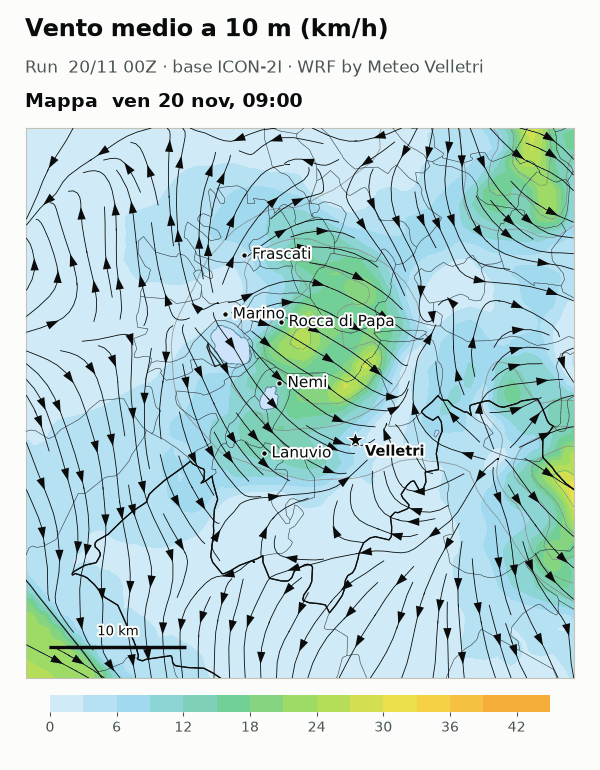 Vento medio a 10 m (km/h)
Run 20/11 00Z · base ICON-2I · WRF by Meteo Velletri
Mappa ven 20 nov, 09:00
Frascati
Marino
Rocca di Papa
Nemi
Velletri
Lanuvio
10 km
0 6 12 18 24 30 36 42